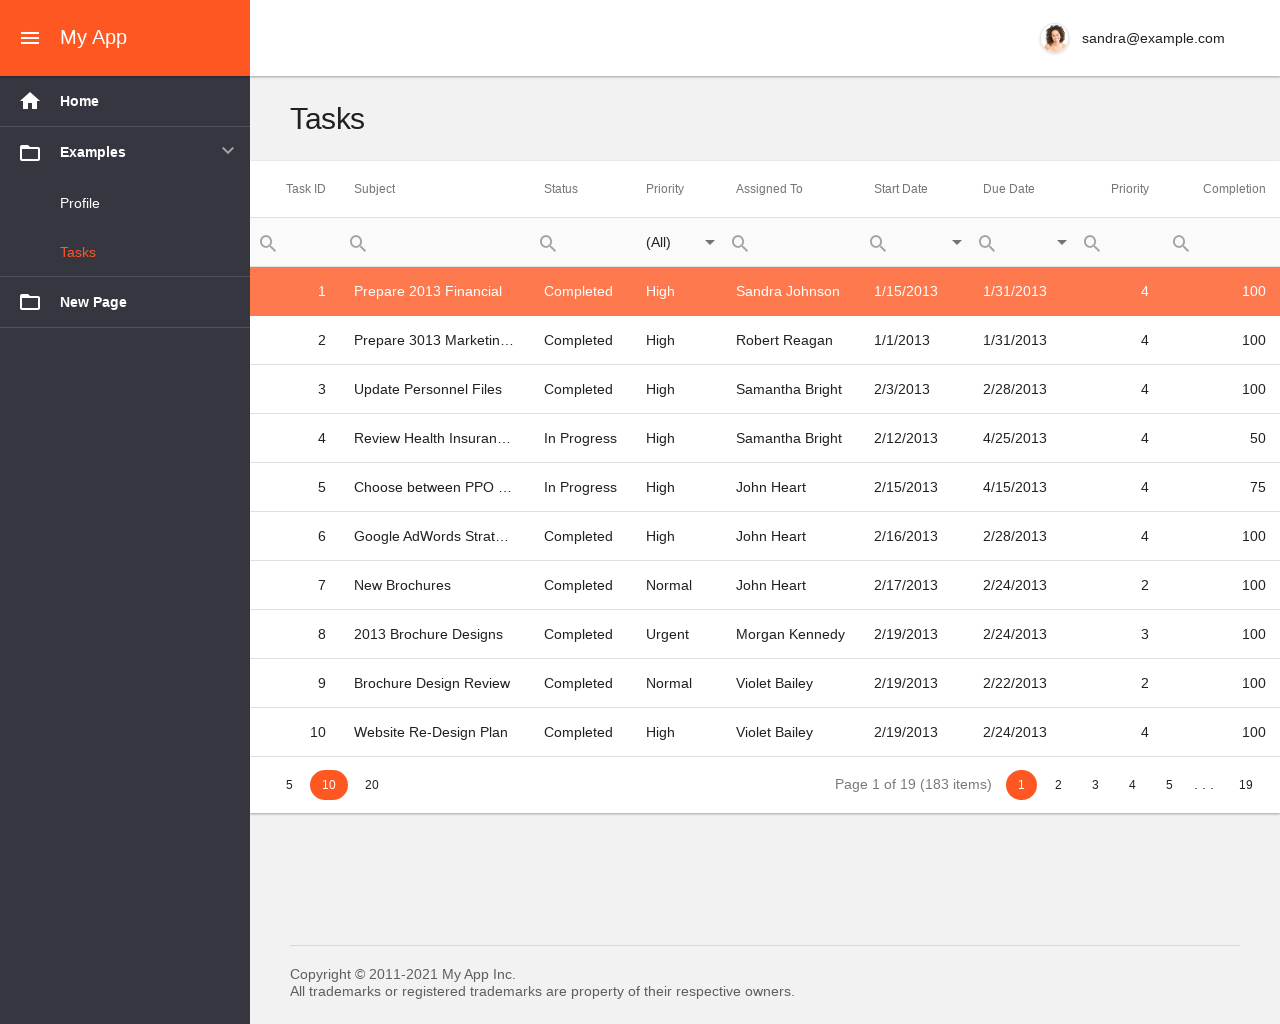 My App
sandra@example.com
Home
Examples
Profile
Tasks
New Page
Tasks
Task ID Subject Status Priority Assigned To Start Date Due Date Priority Completion
(All)
1 Prepare 2013 Financial Completed High Sandra Johnson 1/15/2013 1/31/2013 4 100
2 Prepare 3013 Marketin… Completed High Robert Reagan 1/1/2013 1/31/2013 4 100
3 Update Personnel Files Completed High Samantha Bright 2/3/2013 2/28/2013 4 100
4 Review Health Insuran… In Progress High Samantha Bright 2/12/2013 4/25/2013 4 50
5 Choose between PPO … In Progress High John Heart 2/15/2013 4/15/2013 4 75
6 Google AdWords Strat… Completed High John Heart 2/16/2013 2/28/2013 4 100
7 New Brochures Completed Normal John Heart 2/17/2013 2/24/2013 2 100
8 2013 Brochure Designs Completed Urgent Morgan Kennedy 2/19/2013 2/24/2013 3 100
9 Brochure Design Review Completed Normal Violet Bailey 2/19/2013 2/22/2013 2 100
10 Website Re-Design Plan Completed High Violet Bailey 2/19/2013 2/24/2013 4 100
5 10 20 Page 1 of 19 (183 items) 1 2 3 4 5 . . . 19
Copyright © 2011-2021 My App Inc.
All trademarks or registered trademarks are property of their respective owners.